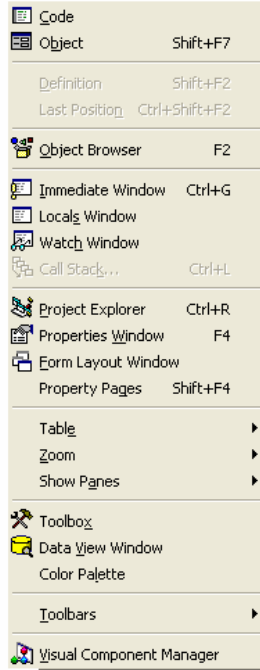 Code
Object Shift+F7
Definition Shift+F2
Last Position Ctrl+Shift+F2
Object Browser F2
Immediate Window Ctrl+G
Locals Window
Watch Window
Call Stack... Ctrl+L
Project Explorer Ctrl+R
Properties Window F4
Form Layout Window
Property Pages Shift+F4
Table
Zoom
Show Panes
Toolbox
Data View Window
Color Palette
Toolbars
Visual Component Manager